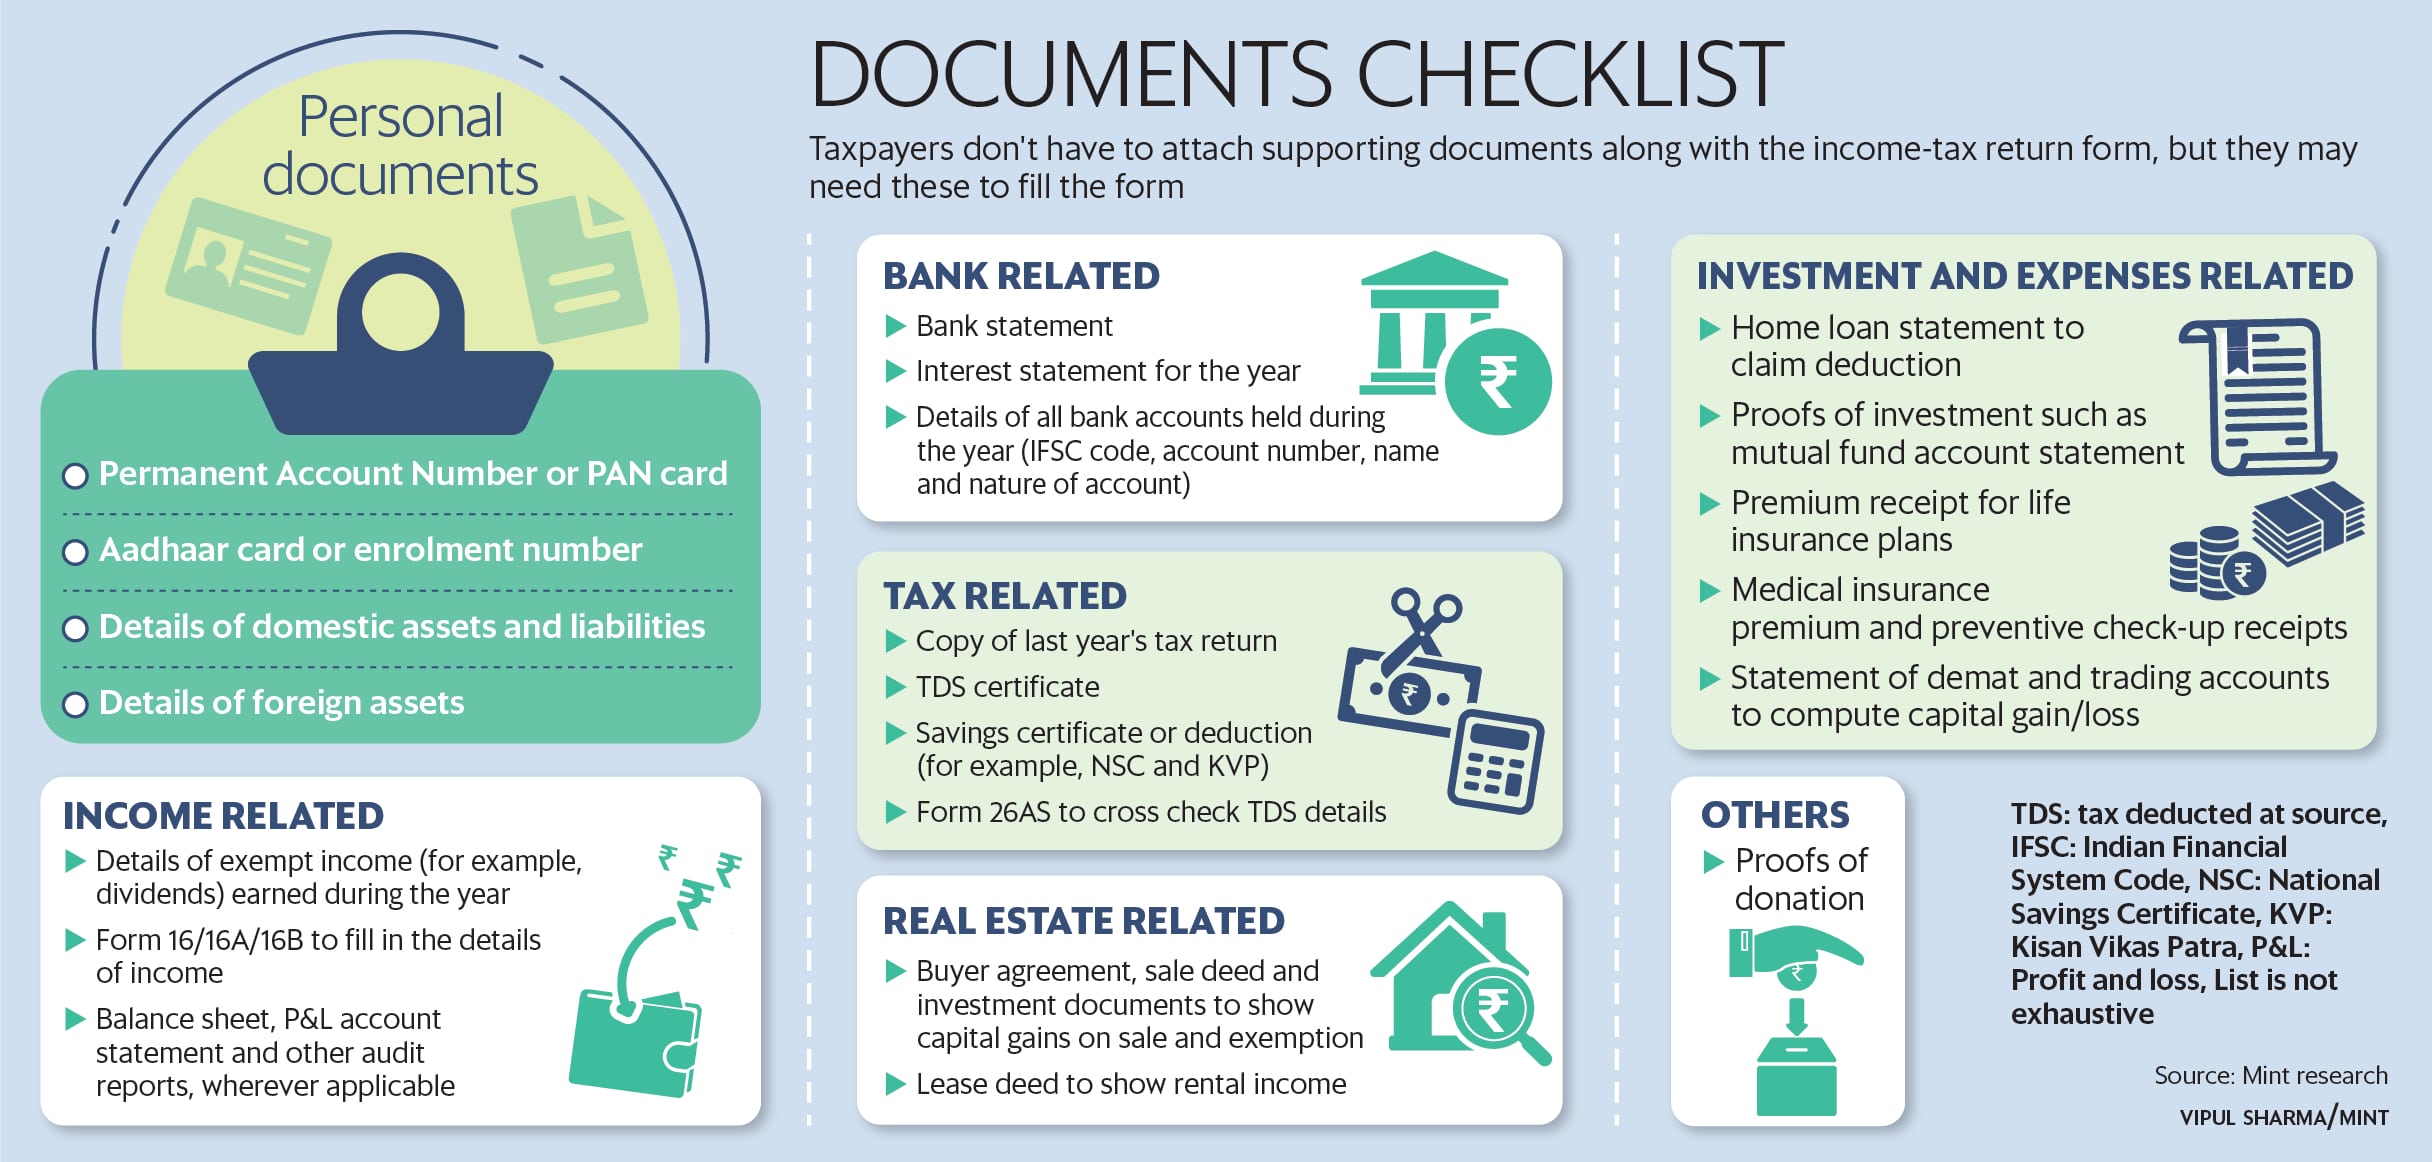 DOCUMENTS CHECKLIST
Taxpayers don't have to attach supporting documents along with the income-tax return form, but they may
need these to fill the form
Personal
documents
Permanent Account Number or PAN card
Aadhaar card or enrolment number
Details of domestic assets and liabilities
Details of foreign assets
INCOME RELATED
Details of exempt income (for example,
dividends) earned during the year
Form 16/16A/16B to fill in the details
of income
Balance sheet, P&L account
statement and other audit
reports, wherever applicable
₹
₹
₹
BANK RELATED
Bank statement
Interest statement for the year
Details of all bank accounts held during
the year (IFSC code, account number, name
and nature of account)
₹
TAX RELATED
Copy of last year's tax return
TDS certificate
Savings certificate or deduction
(for example, NSC and KVP)
Form 26AS to cross check TDS details
₹
REAL ESTATE RELATED
Buyer agreement, sale deed and
investment documents to show
capital gains on sale and exemption
Lease deed to show rental income
₹
INVESTMENT AND EXPENSES RELATED
Home loan statement to
claim deduction
Proofs of investment such as
mutual fund account statement
Premium receipt for life
insurance plans
Medical insurance
premium and preventive check-up receipts
Statement of demat and trading accounts
to compute capital gain/loss
₹
OTHERS
Proofs of
donation
₹
TDS: tax deducted at source,
IFSC: Indian Financial
System Code, NSC: National
Savings Certificate, KVP:
Kisan Vikas Patra, P&L:
Profit and loss, List is not
exhaustive
Source: Mint research
VIPUL SHARMA/MINT